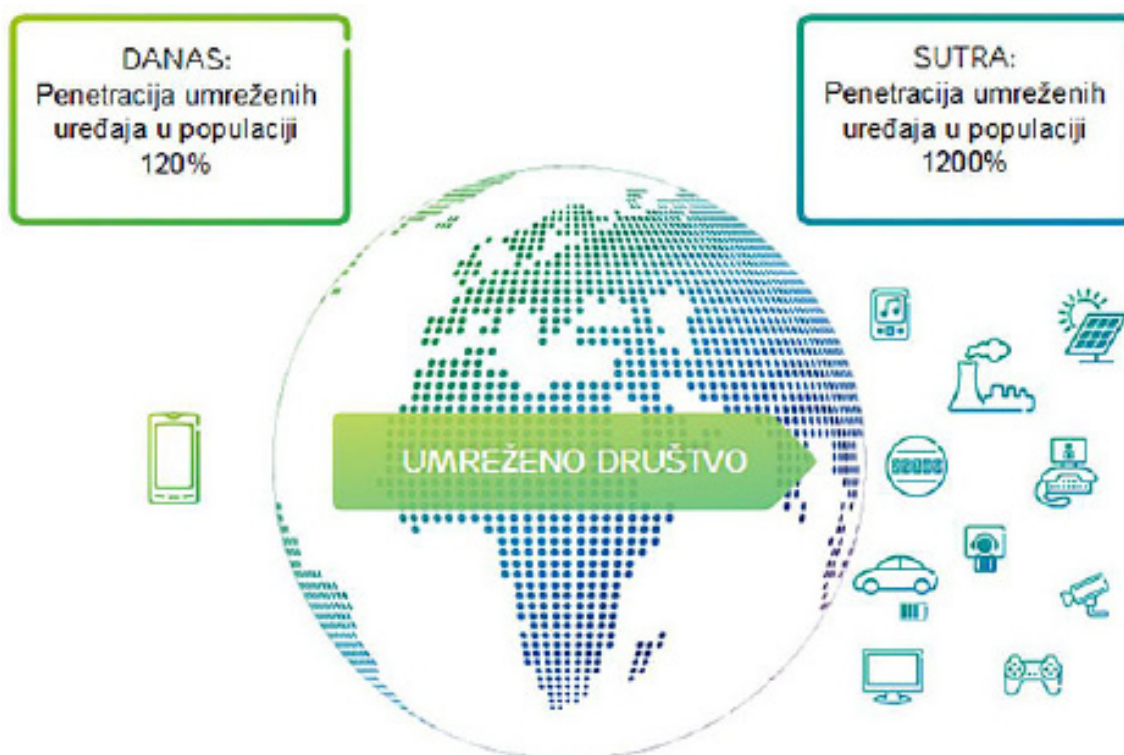 DANAS:
Penetracija umreženih
uređaja u populaciji
120%
SUTRA:
Penetracija umreženih
uređaja u populaciji
1200%
UMREŽENO DRUŠTVO